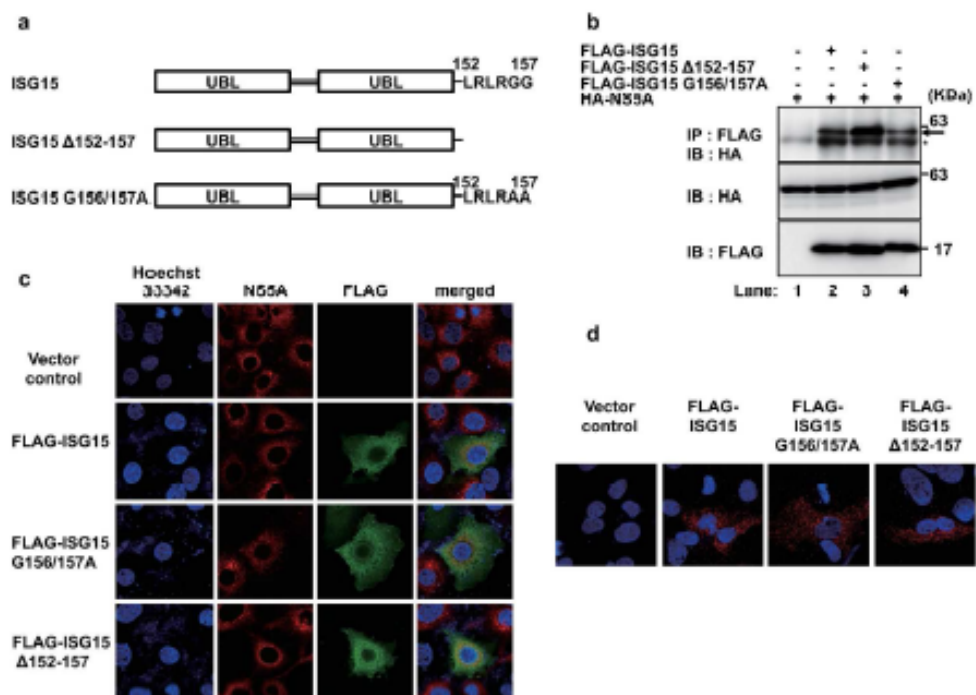 a
152 157
ISG15 UBL UBL LRLRGG
ISG15 Δ152-157 UBL UBL
152 157
ISG15 G156/157A UBL UBL LRLRAA
b
FLAG-ISG15 - + - -
FLAG-ISG15 Δ152-157 - - + -
FLAG-ISG15 G156/157A - - - +
HA-NS5A + + + + (KDa)
IP : FLAG
IB : HA
63
*
IB : HA
63
IB : FLAG
17
Lane: 1 2 3 4
c
Hoechst
33342 NS5A FLAG merged
Vector
control
FLAG-ISG15
FLAG-ISG15
G156/157A
FLAG-ISG15
Δ152-157
d
Vector
control
FLAG-
ISG15
FLAG-
ISG15
G156/157A
FLAG-
ISG15
Δ152-157